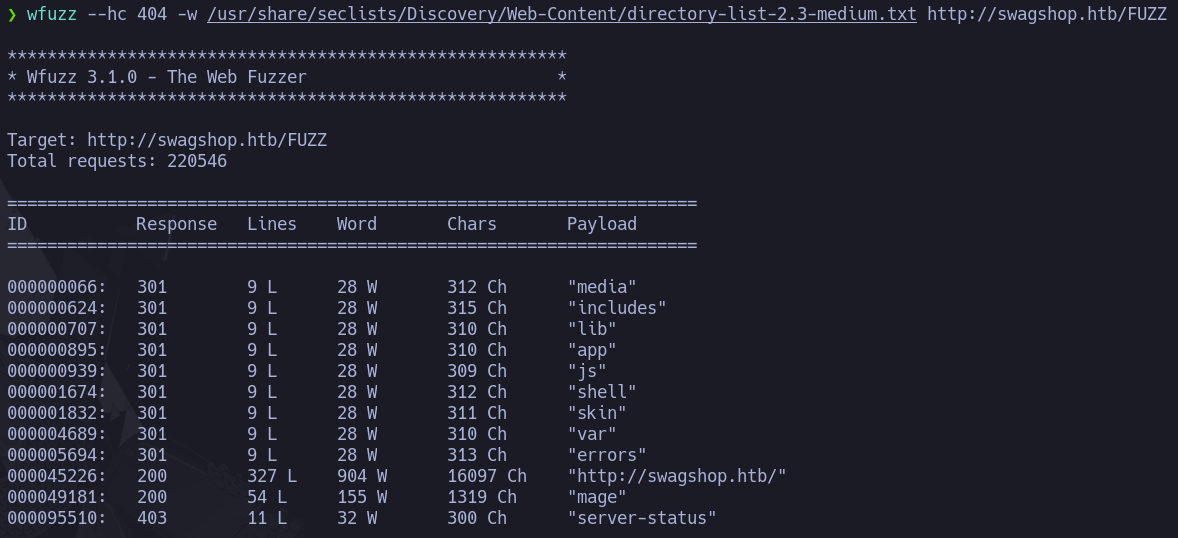 ❯ wfuzz --hc 404 -w /usr/share/seclists/Discovery/Web-Content/directory-list-2.3-medium.txt http://swagshop.htb/FUZZ
********************************************************
* Wfuzz 3.1.0 - The Web Fuzzer                         *
********************************************************
Target: http://swagshop.htb/FUZZ
Total requests: 220546
=====================================================================
ID           Response   Lines    Word       Chars       Payload
=====================================================================
000000066:   301        9 L      28 W       312 Ch      "media"
000000624:   301        9 L      28 W       315 Ch      "includes"
000000707:   301        9 L      28 W       310 Ch      "lib"
000000895:   301        9 L      28 W       310 Ch      "app"
000000939:   301        9 L      28 W       309 Ch      "js"
000001674:   301        9 L      28 W       312 Ch      "shell"
000001832:   301        9 L      28 W       311 Ch      "skin"
000004689:   301        9 L      28 W       310 Ch      "var"
000005694:   301        9 L      28 W       313 Ch      "errors"
000045226:   200        327 L    904 W      16097 Ch    "http://swagshop.htb/"
000049181:   200        54 L     155 W      1319 Ch     "mage"
000095510:   403        11 L     32 W       300 Ch      "server-status"